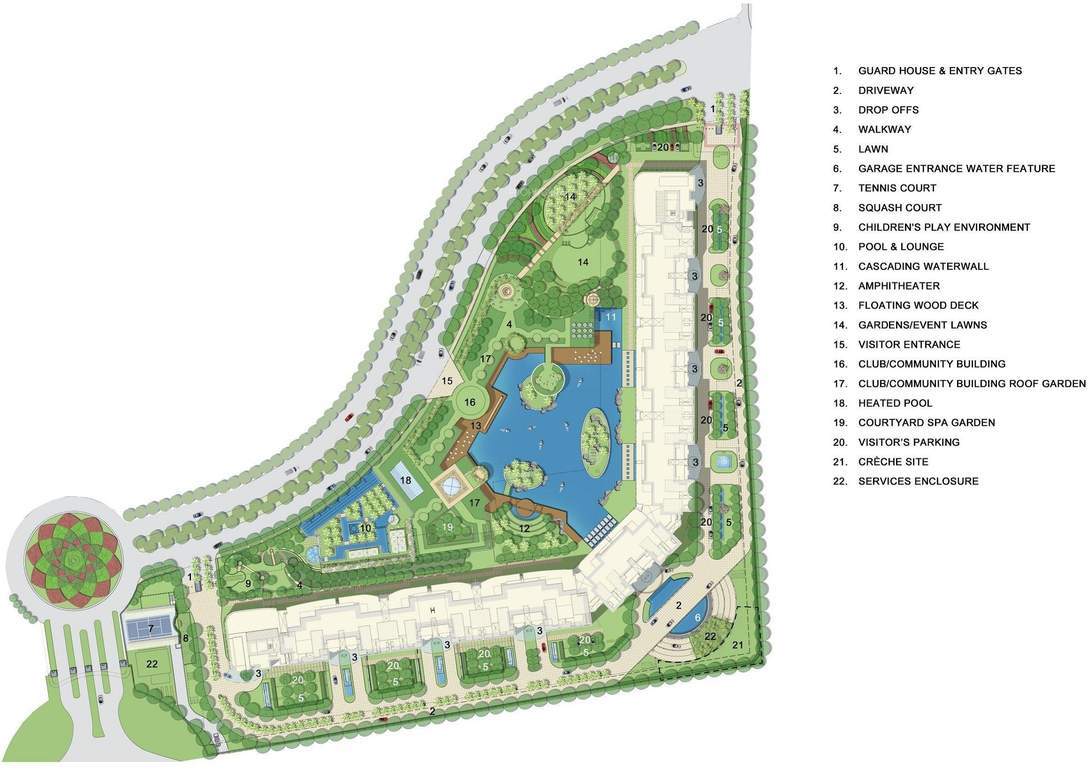 1. GUARD HOUSE & ENTRY GATES
2. DRIVEWAY
3. DROP OFFS
4. WALKWAY
5. LAWN
6. GARAGE ENTRANCE WATER FEATURE
7. TENNIS COURT
8. SQUASH COURT
9. CHILDREN'S PLAY ENVIRONMENT
10. POOL & LOUNGE
11. CASCADING WATERWALL
12. AMPHITHEATER
13. FLOATING WOOD DECK
14. GARDENS/EVENT LAWNS
15. VISITOR ENTRANCE
16. CLUB/COMMUNITY BUILDING
17. CLUB/COMMUNITY BUILDING ROOF GARDEN
18. HEATED POOL
19. COURTYARD SPA GARDEN
20. VISITOR'S PARKING
21. CRÈCHE SITE
22. SERVICES ENCLOSURE
1
20
3
14
20
5
14
3
11
20
5
4
17
3
15
2
16
20
5
13
3
18
17
19
20
5
10
12
1
9
4
2
6
7
8
H
22
21
22
3
3
3
20
5
3
20
5
20
5
20
5
2